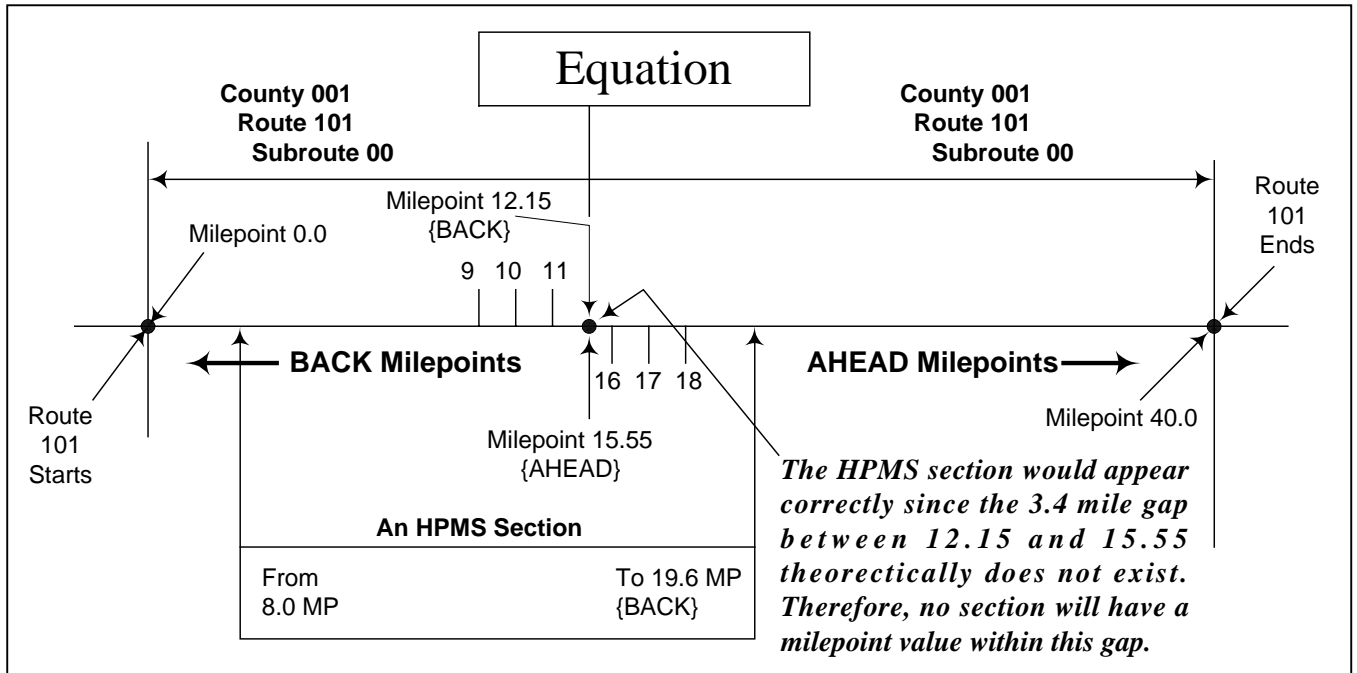 Equation
County 001
Route 101
Subroute 00
County 001
Route 101
Subroute 00
Milepoint 12.15
{BACK}
Route
101
Ends
Milepoint 0.0
9 10 11
BACK Milepoints
AHEAD Milepoints
16 17 18
Route
101
Starts
Milepoint 40.0
Milepoint 15.55
{AHEAD}
The HPMS section would appear
correctly since the 3.4 mile gap
between 12.15 and 15.55
theorectically does not exist.
Therefore, no section will have a
milepoint value within this gap.
An HPMS Section
From
8.0 MP
To 19.6 MP
{BACK}